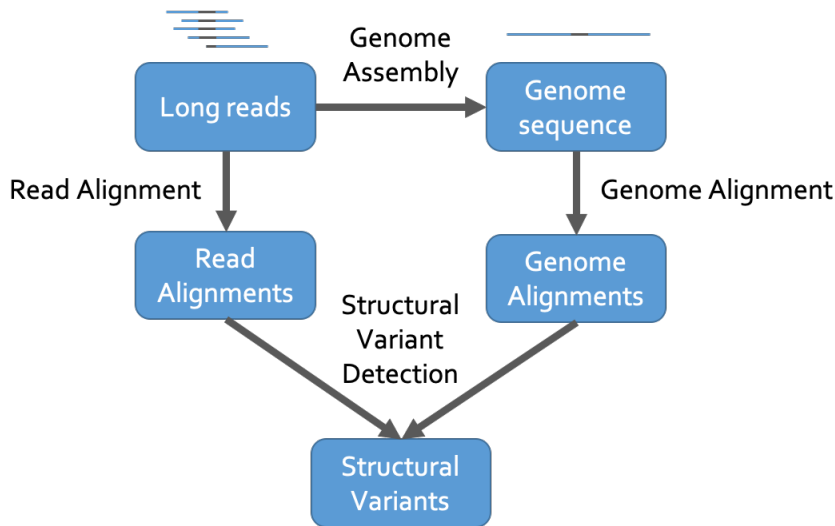 Genome
Assembly
Long reads
Genome
sequence
Read Alignment
Genome Alignment
Read
Alignments
Genome
Alignments
Structural
Variant
Detection
Structural
Variants